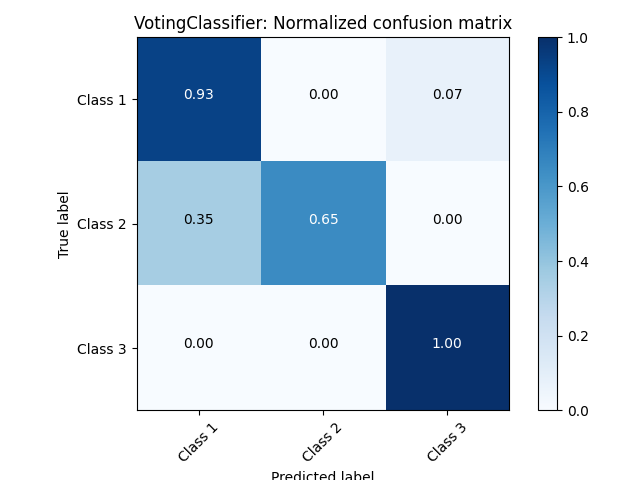 VotingClassifier: Normalized confusion matrix
True label
Class 1
0.93 0.00 0.07
Class 2
0.35 0.65 0.00
Class 3
0.00 0.00 1.00
Class 1 Class 2 Class 3
Predicted label
1.0
0.8
0.6
0.4
0.2
0.0